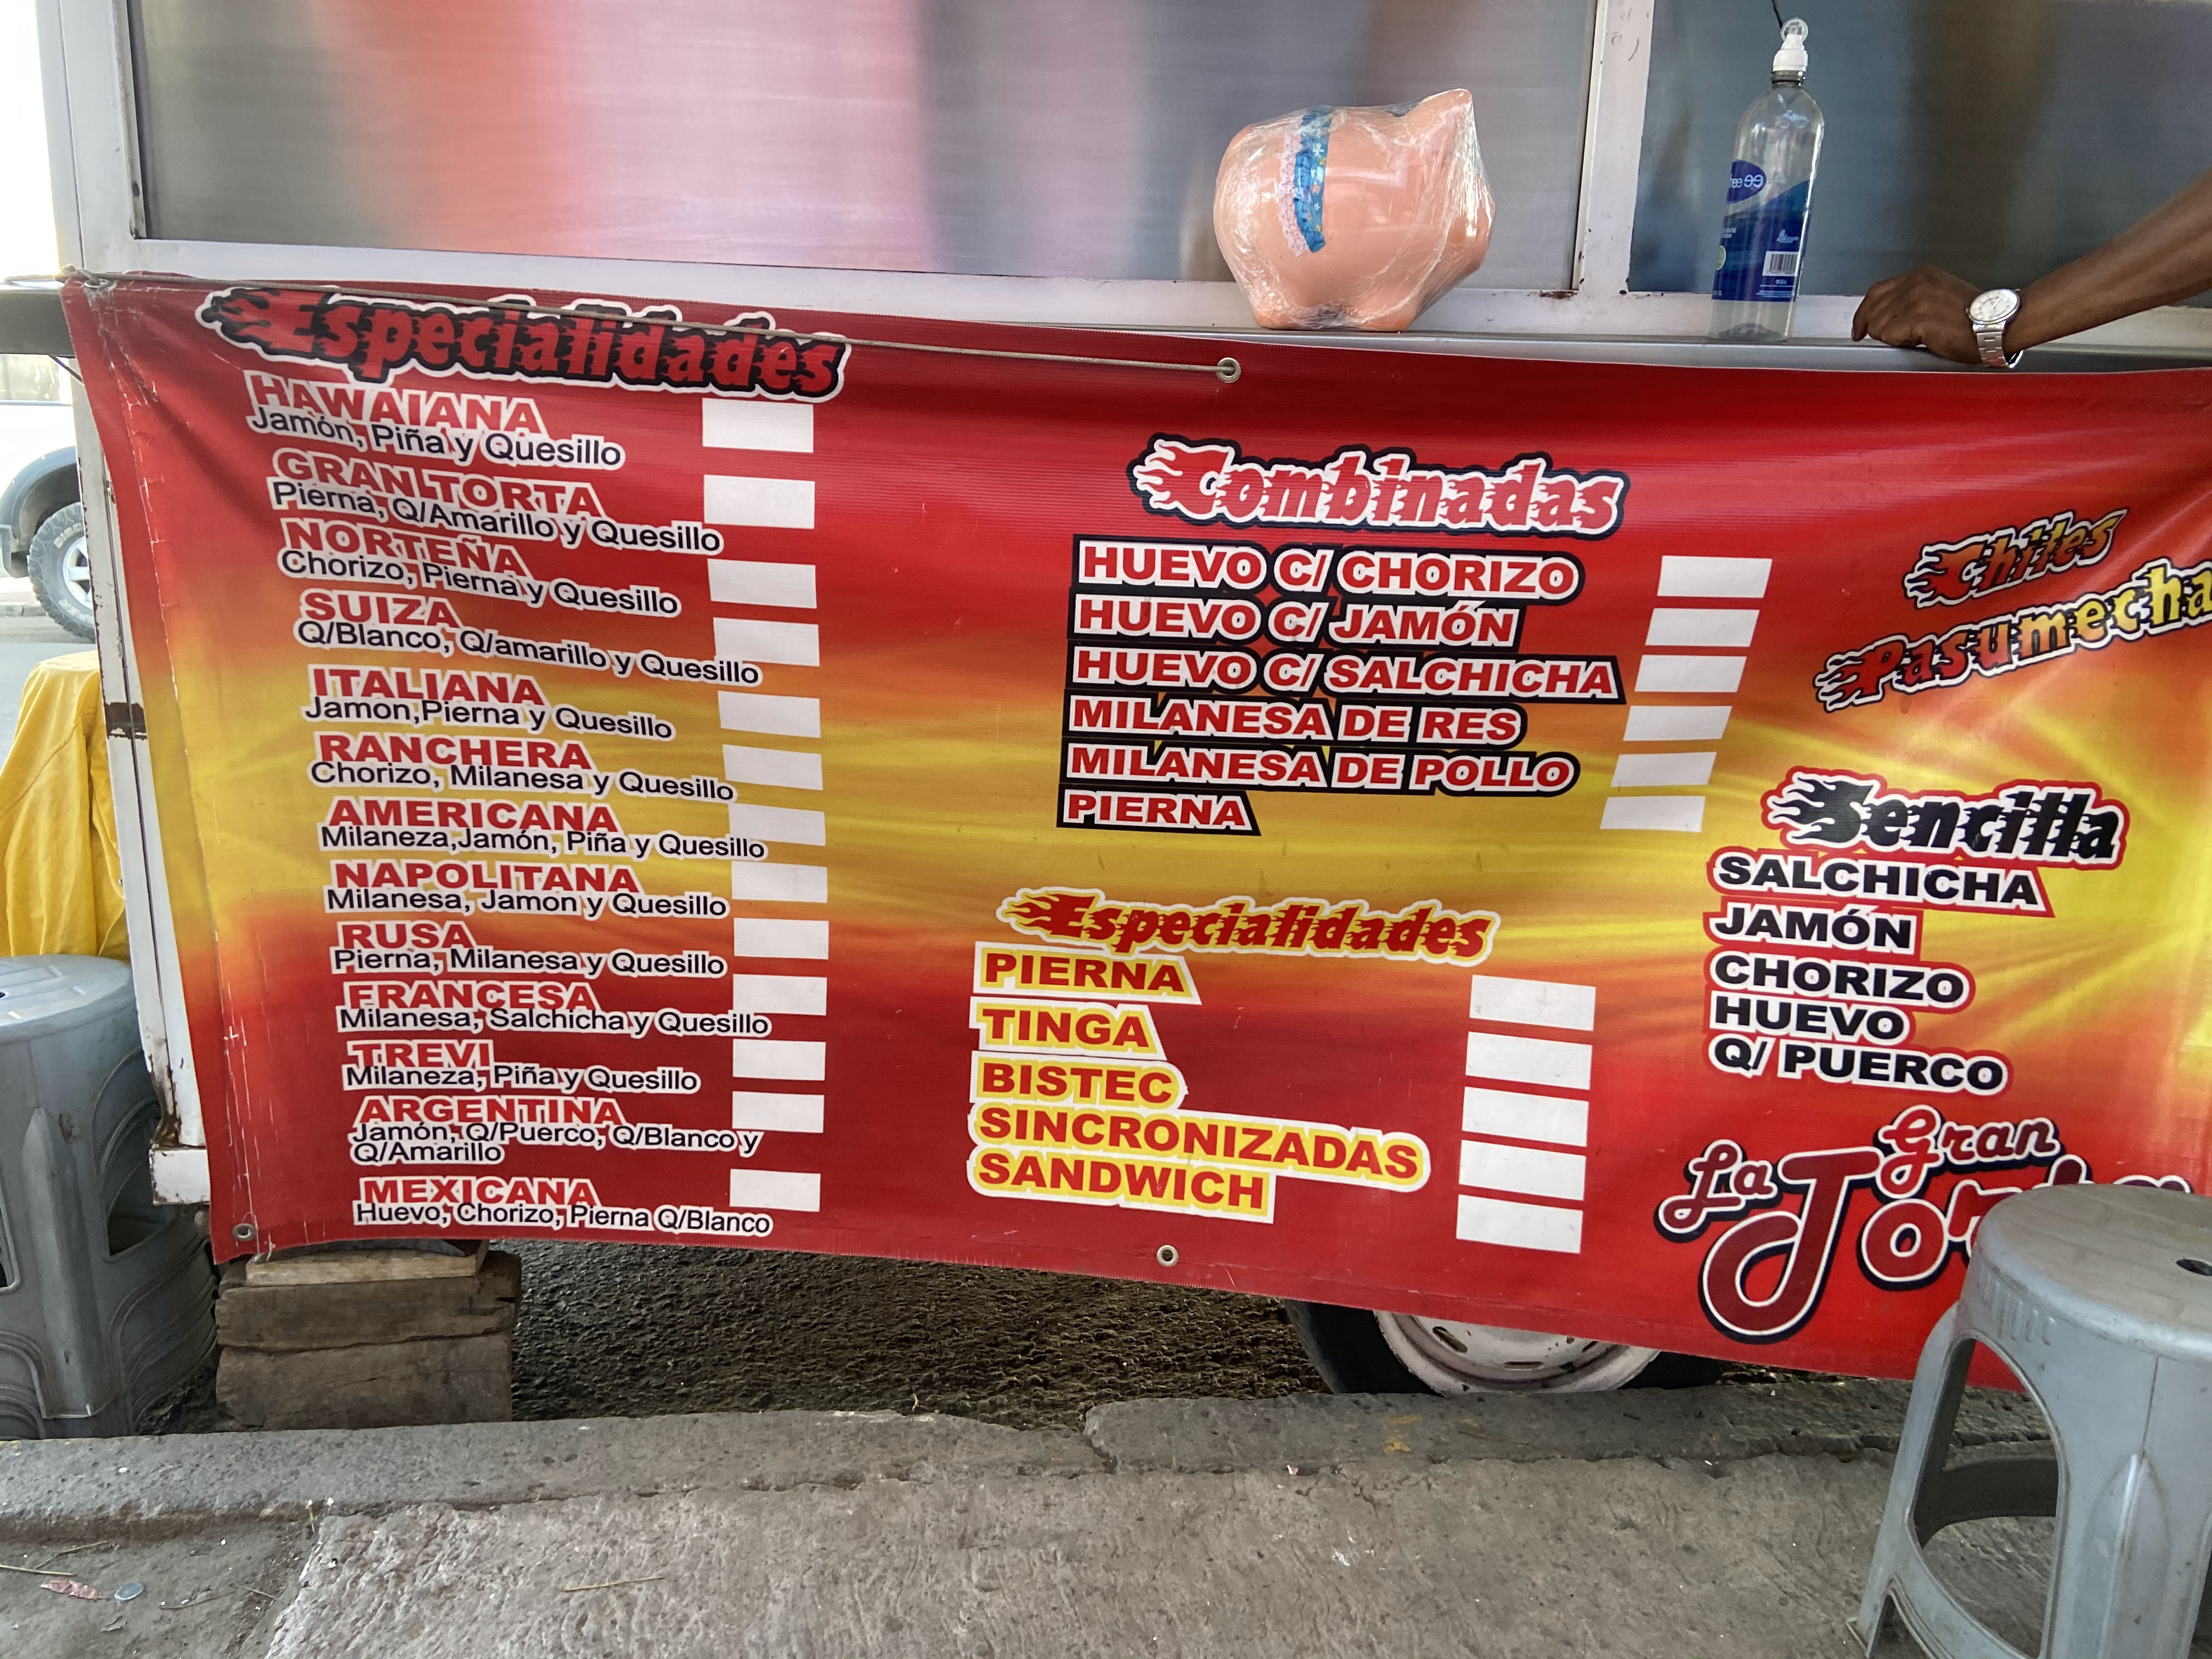 Especialidades
HAWAIANA
Jamón, Piña y Quesillo
GRAN TORTA
Pierna, Q/Amarillo y Quesillo
NORTEÑA
Chorizo, Pierna y Quesillo
SUIZA
Q/Blanco, Q/amarillo y Quesillo
ITALIANA
Jamon,Pierna y Quesillo
RANCHERA
Chorizo, Milanesa y Quesillo
AMERICANA
Milaneza,Jamón, Piña y Quesillo
NAPOLITANA
Milanesa, Jamon y Quesillo
RUSA
Pierna, Milanesa y Quesillo
FRANCESA
Milanesa, Salchicha y Quesillo
TREVI
Milaneza, Piña y Quesillo
ARGENTINA
Jamón, Q/Puerco, Q/Blanco y
Q/Amarillo
MEXICANA
Huevo, Chorizo, Pierna Q/Blanco
Combinadas
HUEVO C/ CHORIZO
HUEVO C/ JAMÓN
HUEVO C/ SALCHICHA
MILANESA DE RES
MILANESA DE POLLO
PIERNA
Especialidades
PIERNA
TINGA
BISTEC
SINCRONIZADAS
SANDWICH
Chiles
Pasumecha
Sencilla
SALCHICHA
JAMÓN
CHORIZO
HUEVO
Q/ PUERCO
La Gran
Torta